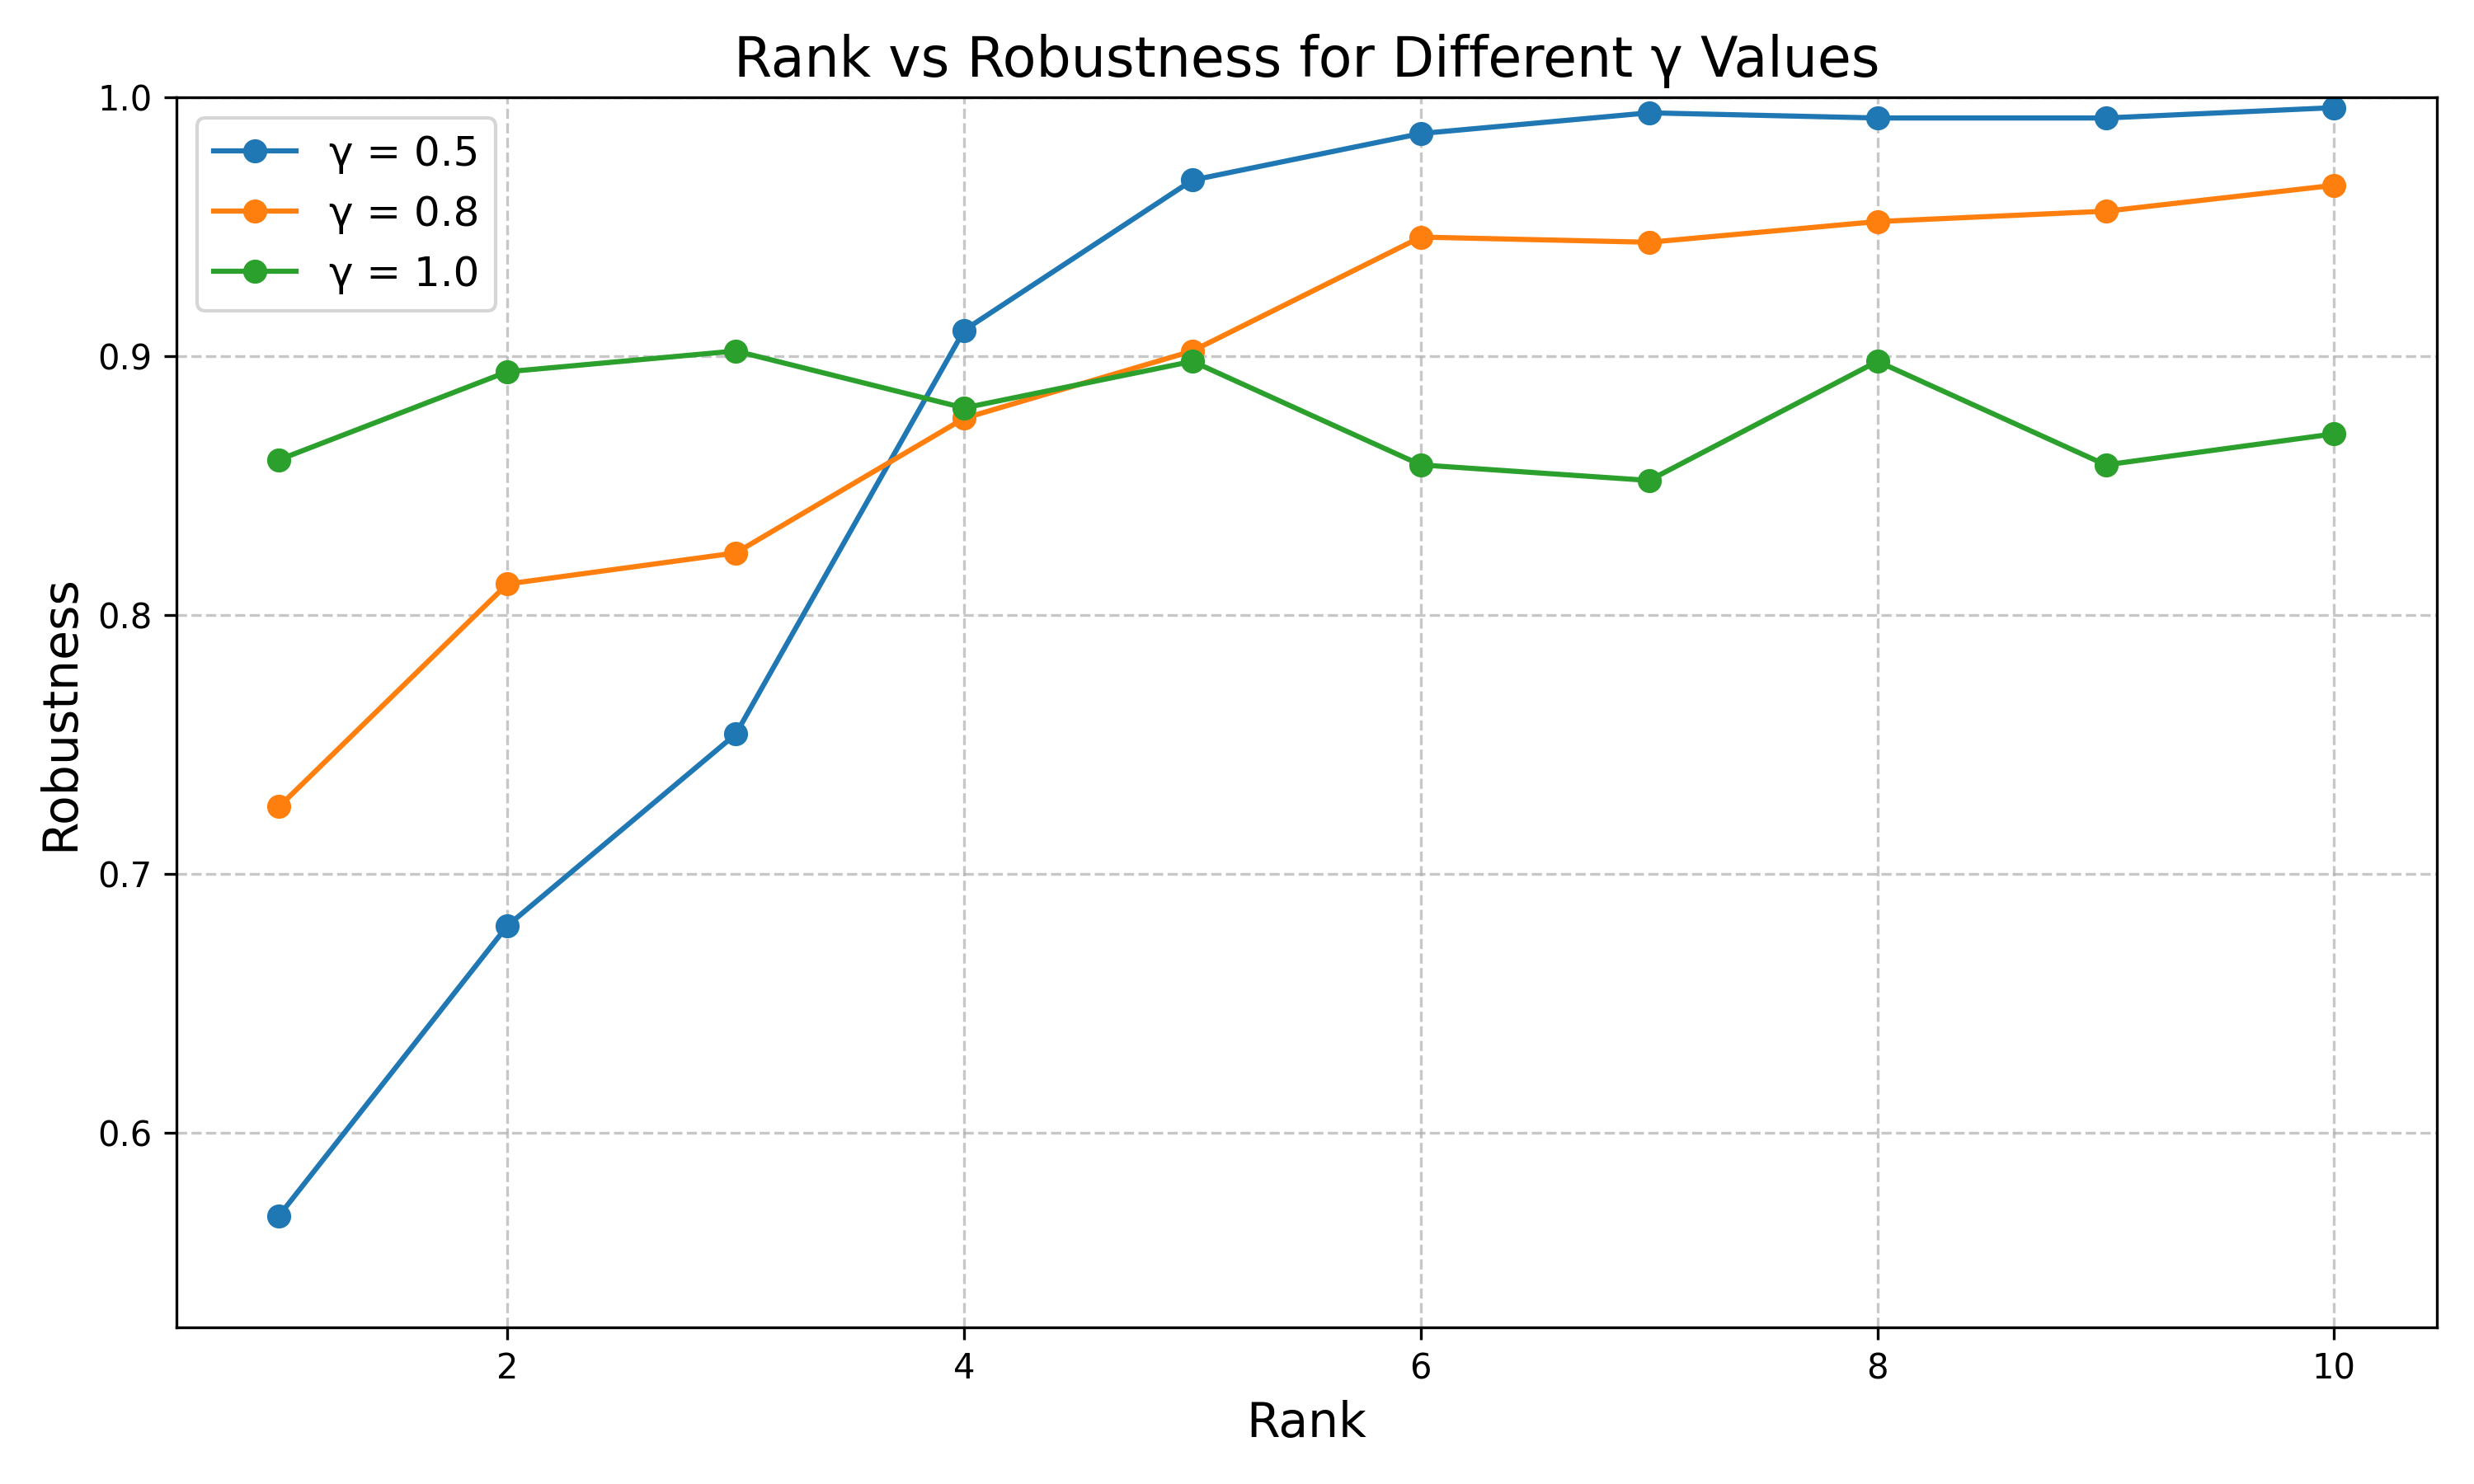 Rank vs Robustness for Different γ Values
1.0
0.9
0.8
0.7
0.6
γ = 0.5
γ = 0.8
γ = 1.0
Robustness
2 4 6 8 10
Rank